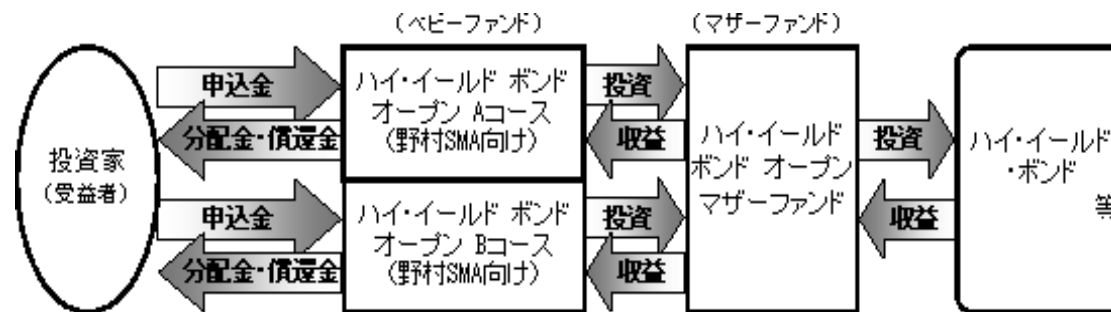 (ベビーファンド)
(マザーファンド)
申込金
分配金・償還金
投資家
(受益者)
申込金
分配金・償還金
ハイ・イールド ボンド
オープン Aコース
(野村SMA向け)
ハイ・イールド ボンド
オープン Bコース
(野村SMA向け)
投資
収益
投資
収益
ハイ・イールド
ボンド オープン
マザーファンド
投資
収益
ハイ・イールド
・ボンド
等